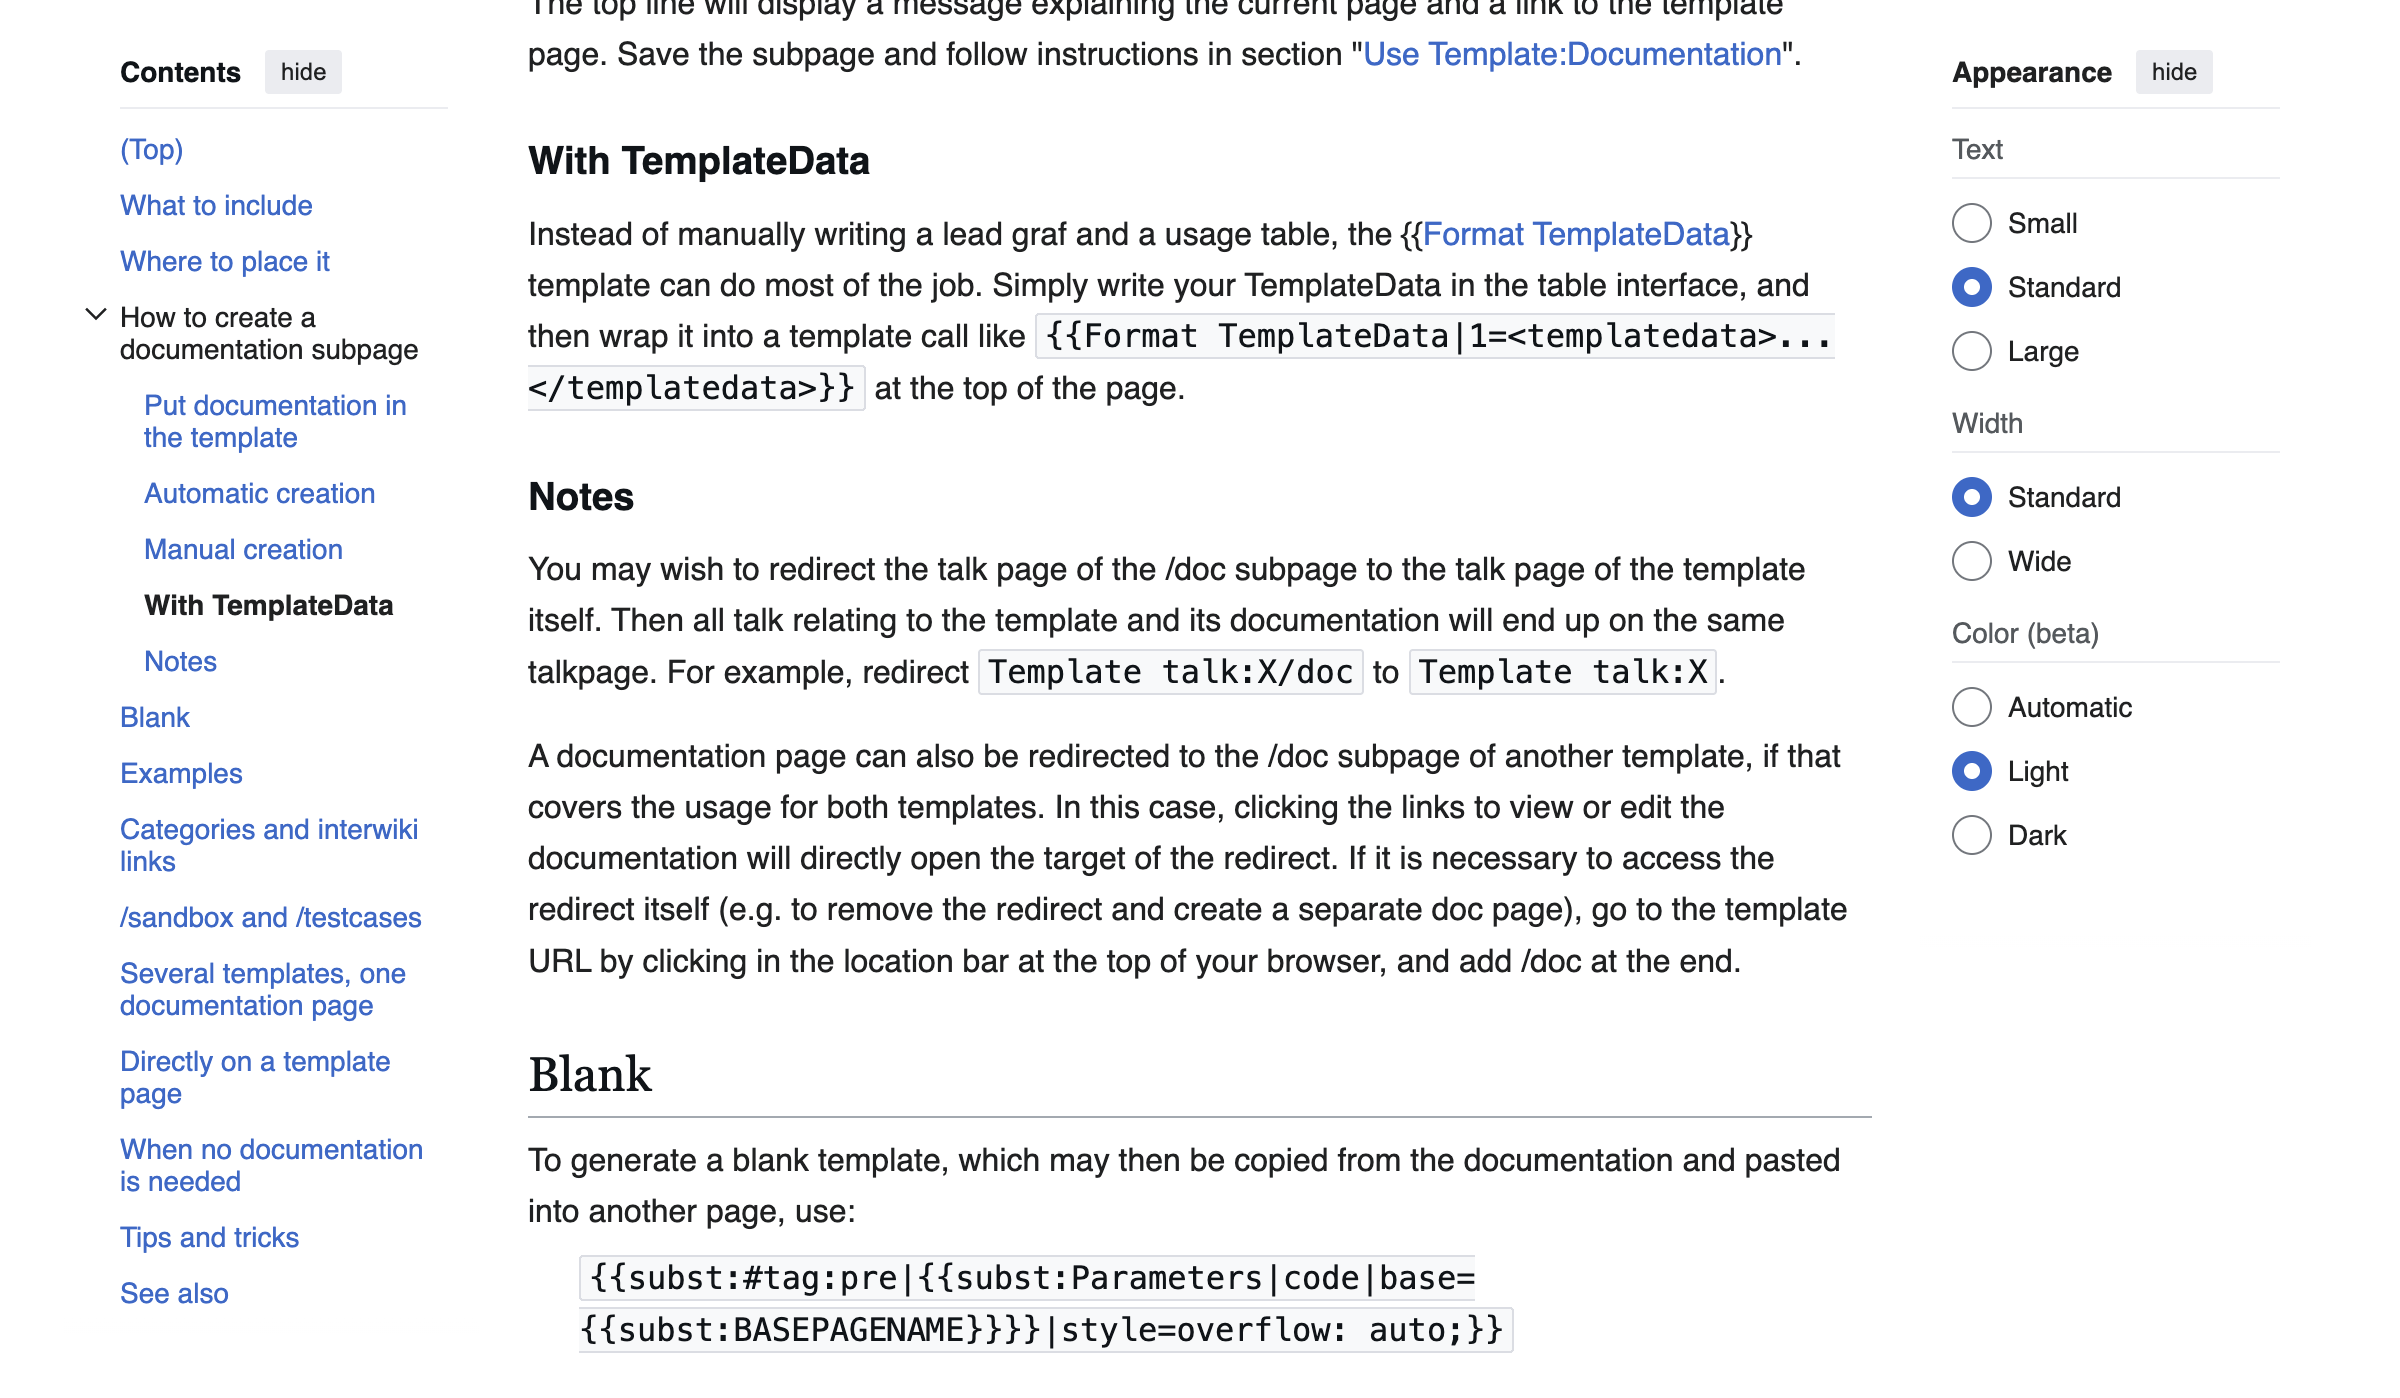 Contents hide
(Top)
What to include
Where to place it
How to create a
documentation subpage
Put documentation in
the template
Automatic creation
Manual creation
With TemplateData
Notes
Blank
Examples
Categories and interwiki
links
/sandbox and /testcases
Several templates, one
documentation page
Directly on a template
page
When no documentation
is needed
Tips and tricks
See also
The top line will display a message explaining the current page and a link to the template
page. Save the subpage and follow instructions in section "Use Template:Documentation".
With TemplateData
Instead of manually writing a lead graf and a usage table, the {{Format TemplateData}}
template can do most of the job. Simply write your TemplateData in the table interface, and
then wrap it into a template call like {{Format TemplateData|1=<templatedata>...
</templatedata>}} at the top of the page.
Notes
You may wish to redirect the talk page of the /doc subpage to the talk page of the template
itself. Then all talk relating to the template and its documentation will end up on the same
talkpage. For example, redirect Template talk:X/doc to Template talk:X.
A documentation page can also be redirected to the /doc subpage of another template, if that
covers the usage for both templates. In this case, clicking the links to view or edit the
documentation will directly open the target of the redirect. If it is necessary to access the
redirect itself (e.g. to remove the redirect and create a separate doc page), go to the template
URL by clicking in the location bar at the top of your browser, and add /doc at the end.
Blank
To generate a blank template, which may then be copied from the documentation and pasted
into another page, use:
{{subst:#tag:pre|{{subst:Parameters|code|base=
{{subst:BASEPAGENAME}}}}|style=overflow: auto;}}
Appearance hide
Text
Small
Standard
Large
Width
Standard
Wide
Color (beta)
Automatic
Light
Dark